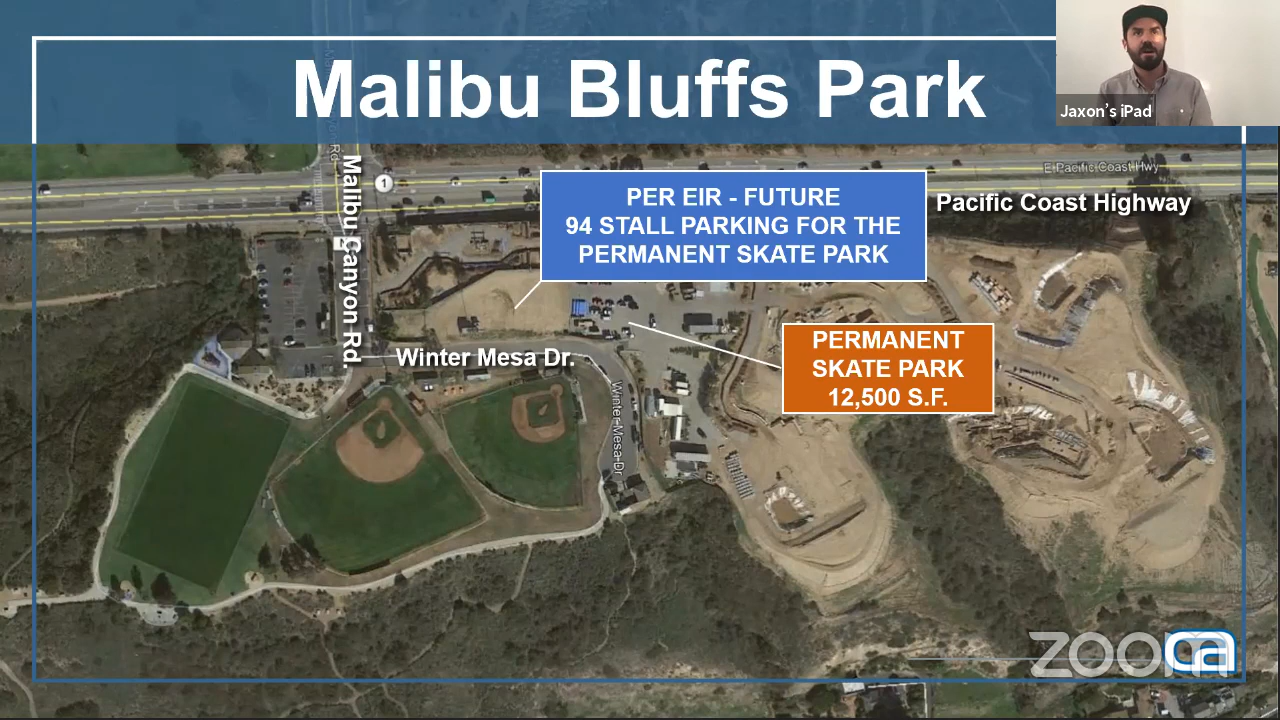 Malibu Bluffs Park
Jaxon's iPad
E Pacific Coast Hwy
1
Malibu Canyon Rd.
PER EIR - FUTURE
94 STALL PARKING FOR THE
PERMANENT SKATE PARK
Pacific Coast Highway
PERMANENT
SKATE PARK
12,500 S.F.
Winter Mesa Dr.
Winter Mesa Dr
zoom
ca